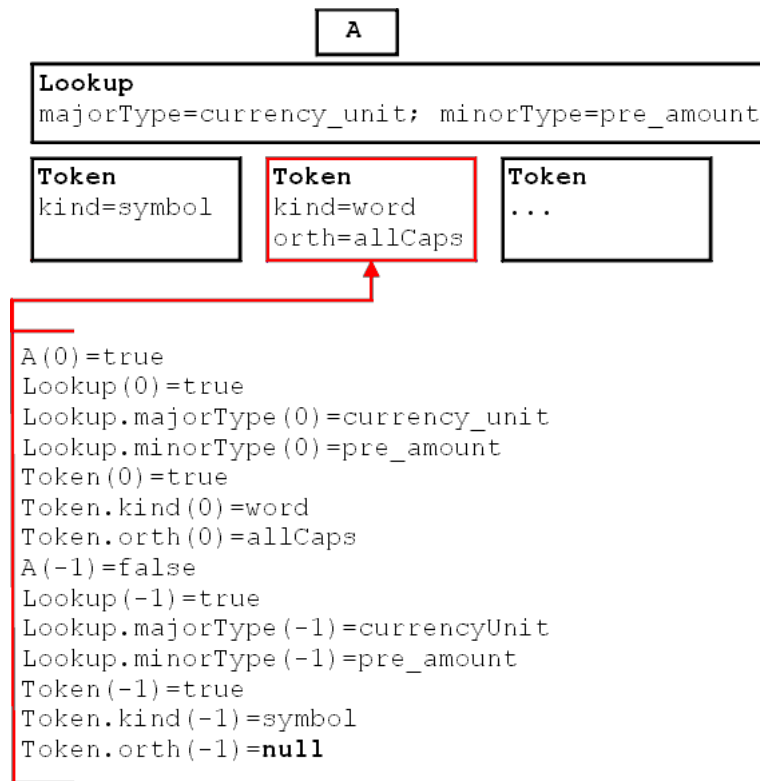 A
Lookup
majorType=currency_unit; minorType=pre_amount
Token Token Token
kind=symbol kind=word ...
orth=allCaps
A(0)=true
Lookup(0)=true
Lookup.majorType(0)=currency_unit
Lookup.minorType(0)=pre_amount
Token(0)=true
Token.kind(0)=word
Token.orth(0)=allCaps
A(-1)=false
Lookup(-1)=true
Lookup.majorType(-1)=currencyUnit
Lookup.minorType(-1)=pre_amount
Token(-1)=true
Token.kind(-1)=symbol
Token.orth(-1)=null